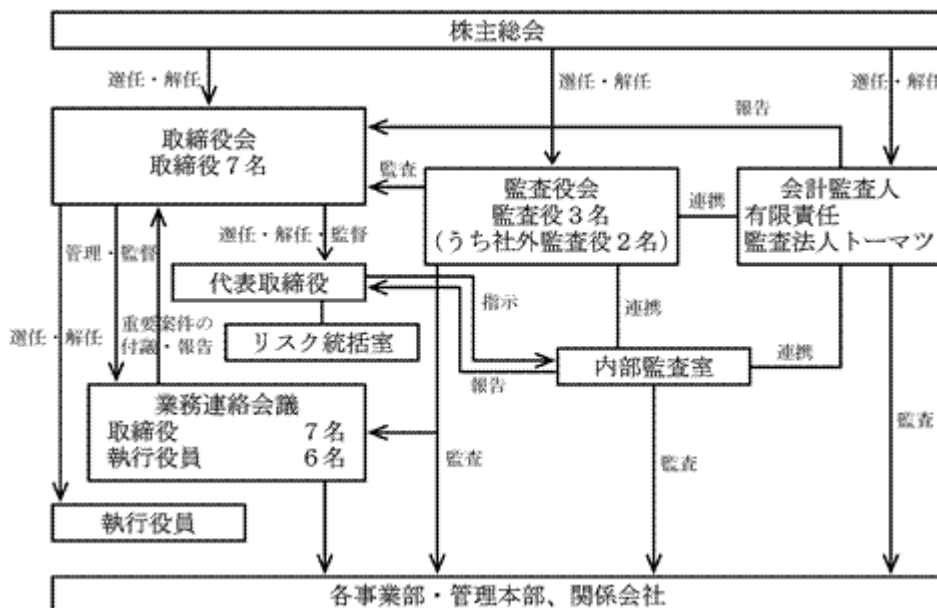 株主総会
選任・解任
選任・解任
選任・解任
報告
取締役会
取締役7名
監査
監査役会
監査役3名
(うち社外監査役2名)
連携
会計監査人
有限責任
監査法人トーマツ
選任・解任・監督
管理・監督
代表取締役
指示
連携
選任・解任
重要案件の
付議・報告
リスク統括室
報告
内部監査室
連携
業務連絡会議
取締役 7名
執行役員 6名
監査
監査
監査
執行役員
各事業部・管理本部、関係会社